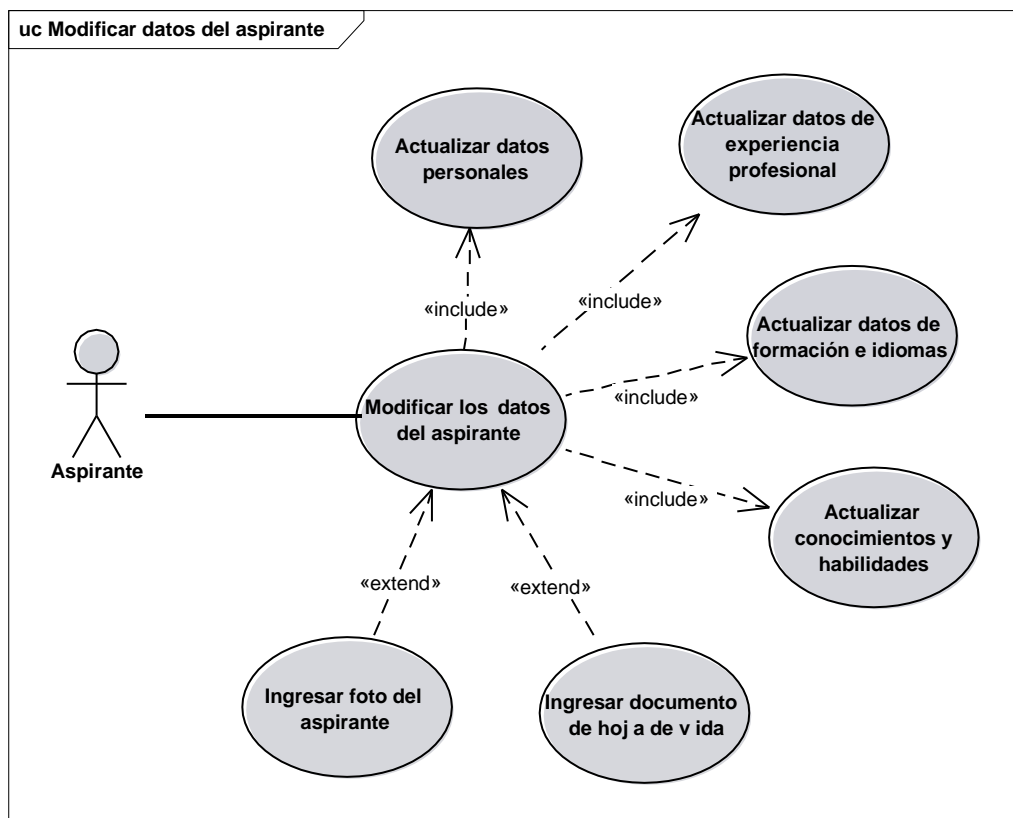 uc Modificar datos del aspirante
Actualizar datos
personales
Actualizar datos de
experiencia
profesional
«include»
«include»
Actualizar datos de
formación e idiomas
«include»
Modificar los  datos
del aspirante
Aspirante
«include»
Actualizar
conocimientos y
habilidades
«extend»
«extend»
Ingresar foto del
aspirante
Ingresar documento
de hoj a de v ida